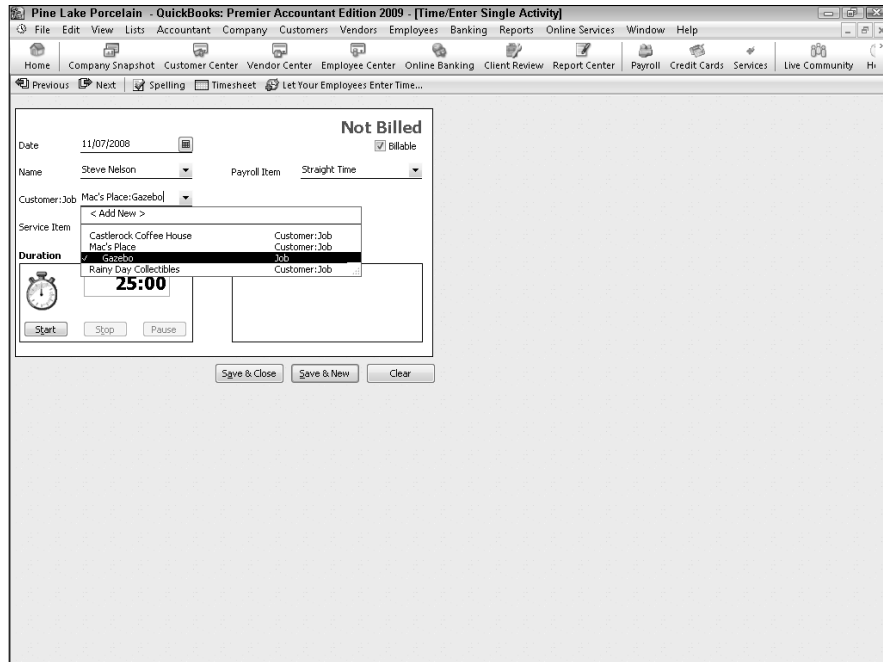 Pine Lake Porcelain - QuickBooks: Premier Accountant Edition 2009 - [Time/Enter Single Activity]
File Edit View Lists Accountant Company Customers Vendors Employees Banking Reports Online Services Window Help
Home Company Snapshot Customer Center Vendor Center Employee Center Online Banking Client Review Report Center Payroll Credit Cards Services Live Community
Previous Next Spelling Timesheet Let Your Employees Enter Time...
Not Billed
Date 11/07/2008 Billable
Name Steve Nelson Payroll Item Straight Time
Customer:Job Mac's Place:Gazebo
< Add New >
Service Item
Castlerock Coffee House Customer:Job
Mac's Place Customer:Job
Duration Gazebo Job
Rainy Day Collectibles Customer:Job
25:00
Start Stop Pause
Save & Close Save & New Clear